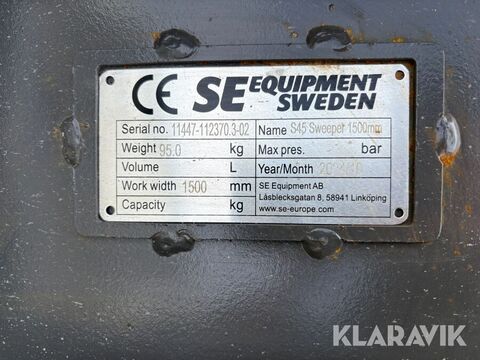 CE SE EQUIPMENT SWEDEN
Serial no. 11447-112370.3-02 Name S45 Sweeper 1500mm
Weight 95.0 kg Max pres. bar
Volume L Year/Month
Work width 1500 mm SE Equipment AB
Låsblecksgatan 8, 58941 Linköping
Capacity kg www.se-europe.com
KLARAVIK